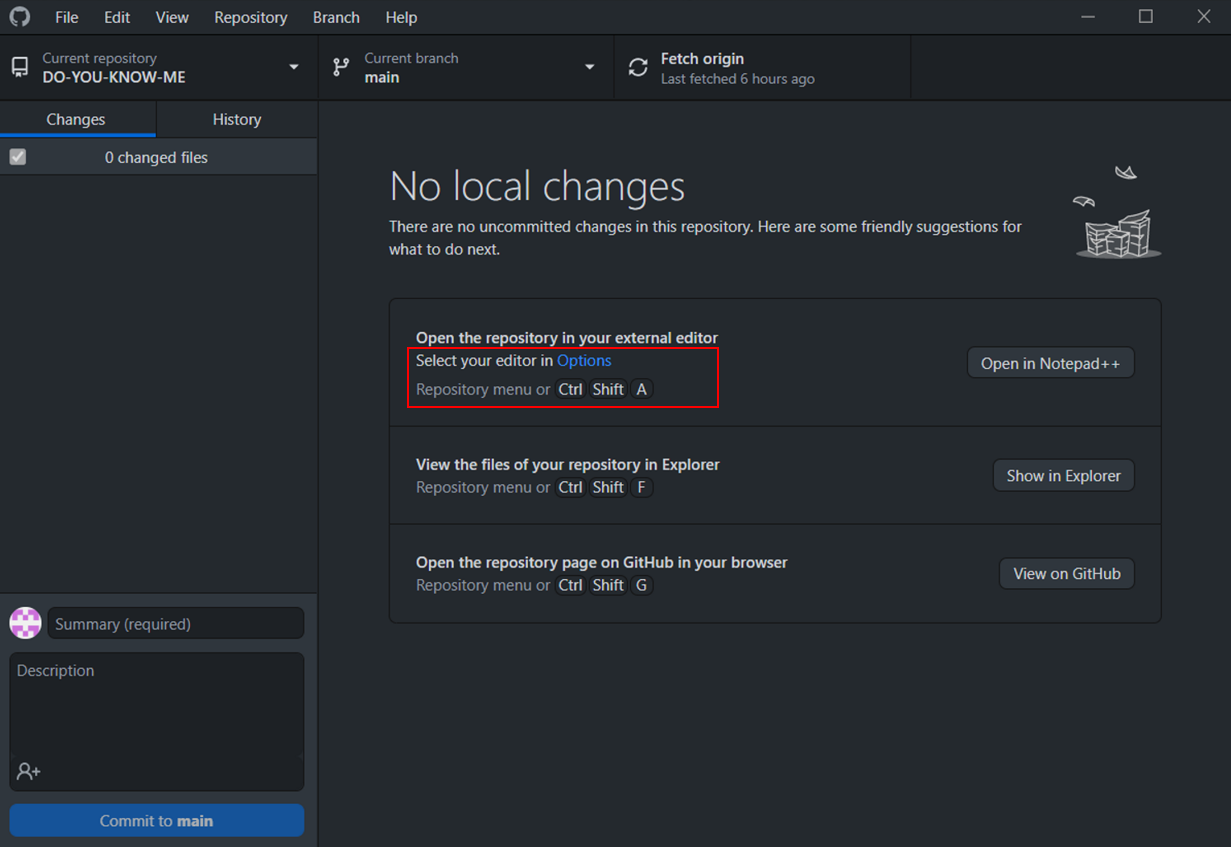 File Edit View Repository Branch Help
Current repository
DO-YOU-KNOW-ME
Current branch
main
Fetch origin
Last fetched 6 hours ago
Changes History
0 changed files
No local changes
There are no uncommitted changes in this repository. Here are some friendly suggestions for
what to do next.
Open the repository in your external editor
Select your editor in Options
Repository menu or Ctrl Shift A
Open in Notepad++
View the files of your repository in Explorer
Repository menu or Ctrl Shift F
Show in Explorer
Open the repository page on GitHub in your browser
Repository menu or Ctrl Shift G
View on GitHub
Summary (required)
Description
Commit to main